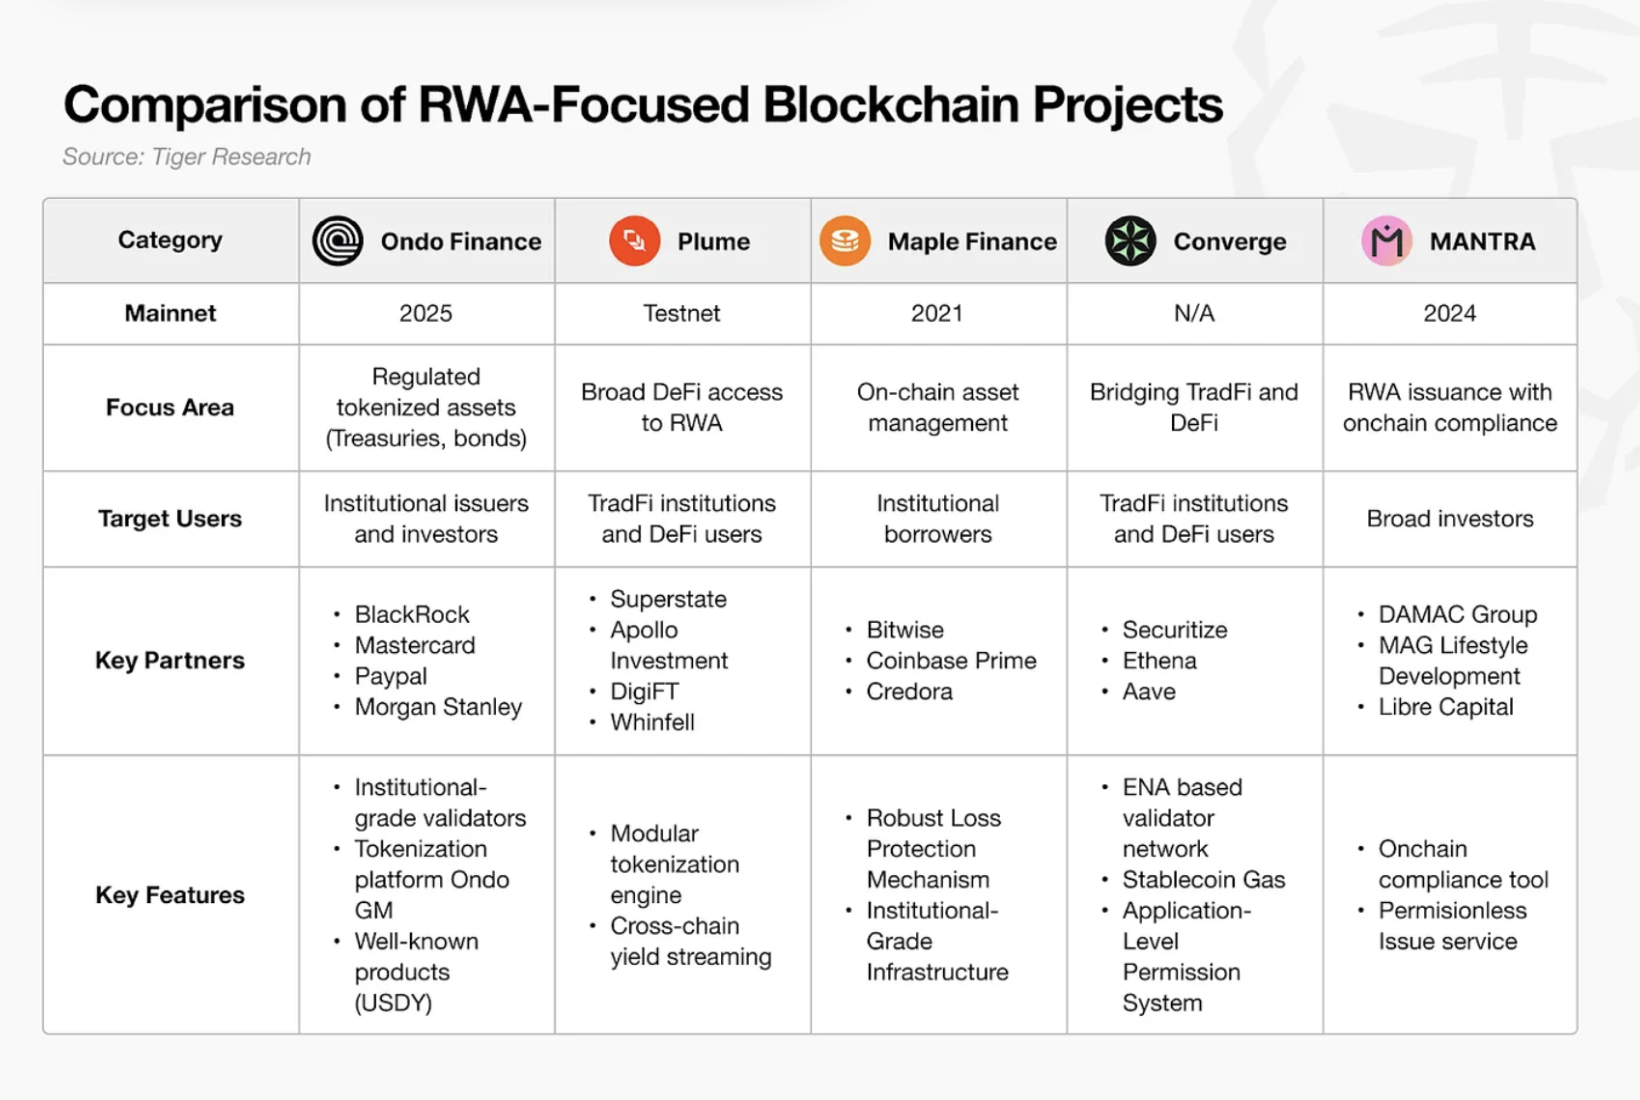 Comparison of RWA-Focused Blockchain Projects
Source: Tiger Research
Category
Ondo Finance
Plume
Maple Finance
Converge
MANTRA
Mainnet
2025
Testnet
2021
N/A
2024
Focus Area
Regulated
tokenized assets
(Treasuries, bonds)
Broad DeFi access
to RWA
On-chain asset
management
Bridging TradFi and
DeFi
RWA issuance with
onchain compliance
Target Users
Institutional issuers
and investors
TradFi institutions
and DeFi users
Institutional
borrowers
TradFi institutions
and DeFi users
Broad investors
Key Partners
• BlackRock
• Mastercard
• Paypal
• Morgan Stanley
• Superstate
• Apollo
Investment
• DigiFT
• Whinfell
• Bitwise
• Coinbase Prime
• Credora
• Securitize
• Ethena
• Aave
• DAMAC Group
• MAG Lifestyle
Development
• Libre Capital
Key Features
• Institutional-
grade validators
• Tokenization
platform Ondo
GM
• Well-known
products
(USDY)
• Modular
tokenization
engine
• Cross-chain
yield streaming
• Robust Loss
Protection
Mechanism
• Institutional-
Grade
Infrastructure
• ENA based
validator
network
• Stablecoin Gas
• Application-
Level
Permission
System
• Onchain
compliance tool
• Permisionless
Issue service